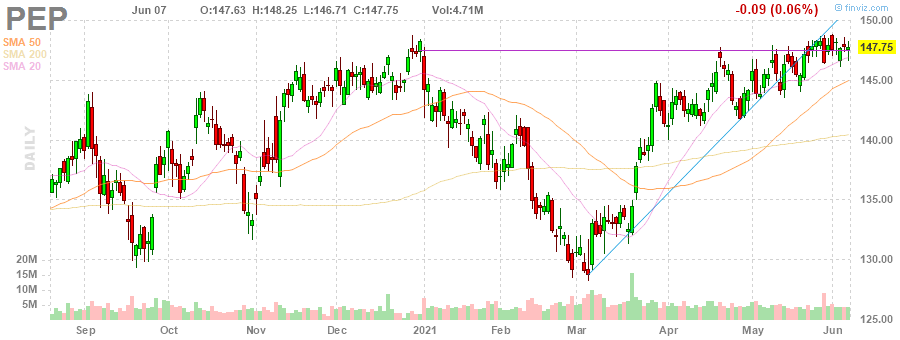 PEP Jun 07 O:147.63 H:148.25 L:146.71 C:147.75 Vol:4.71M -0.09 (0.06%) © finviz.com
SMA 50
SMA 200
SMA 20
DAILY
150.00
147.75
145.00
140.00
135.00
130.00
125.00
20M
15M
10M
5M
Sep Oct Nov Dec 2021 Feb Mar Apr May Jun